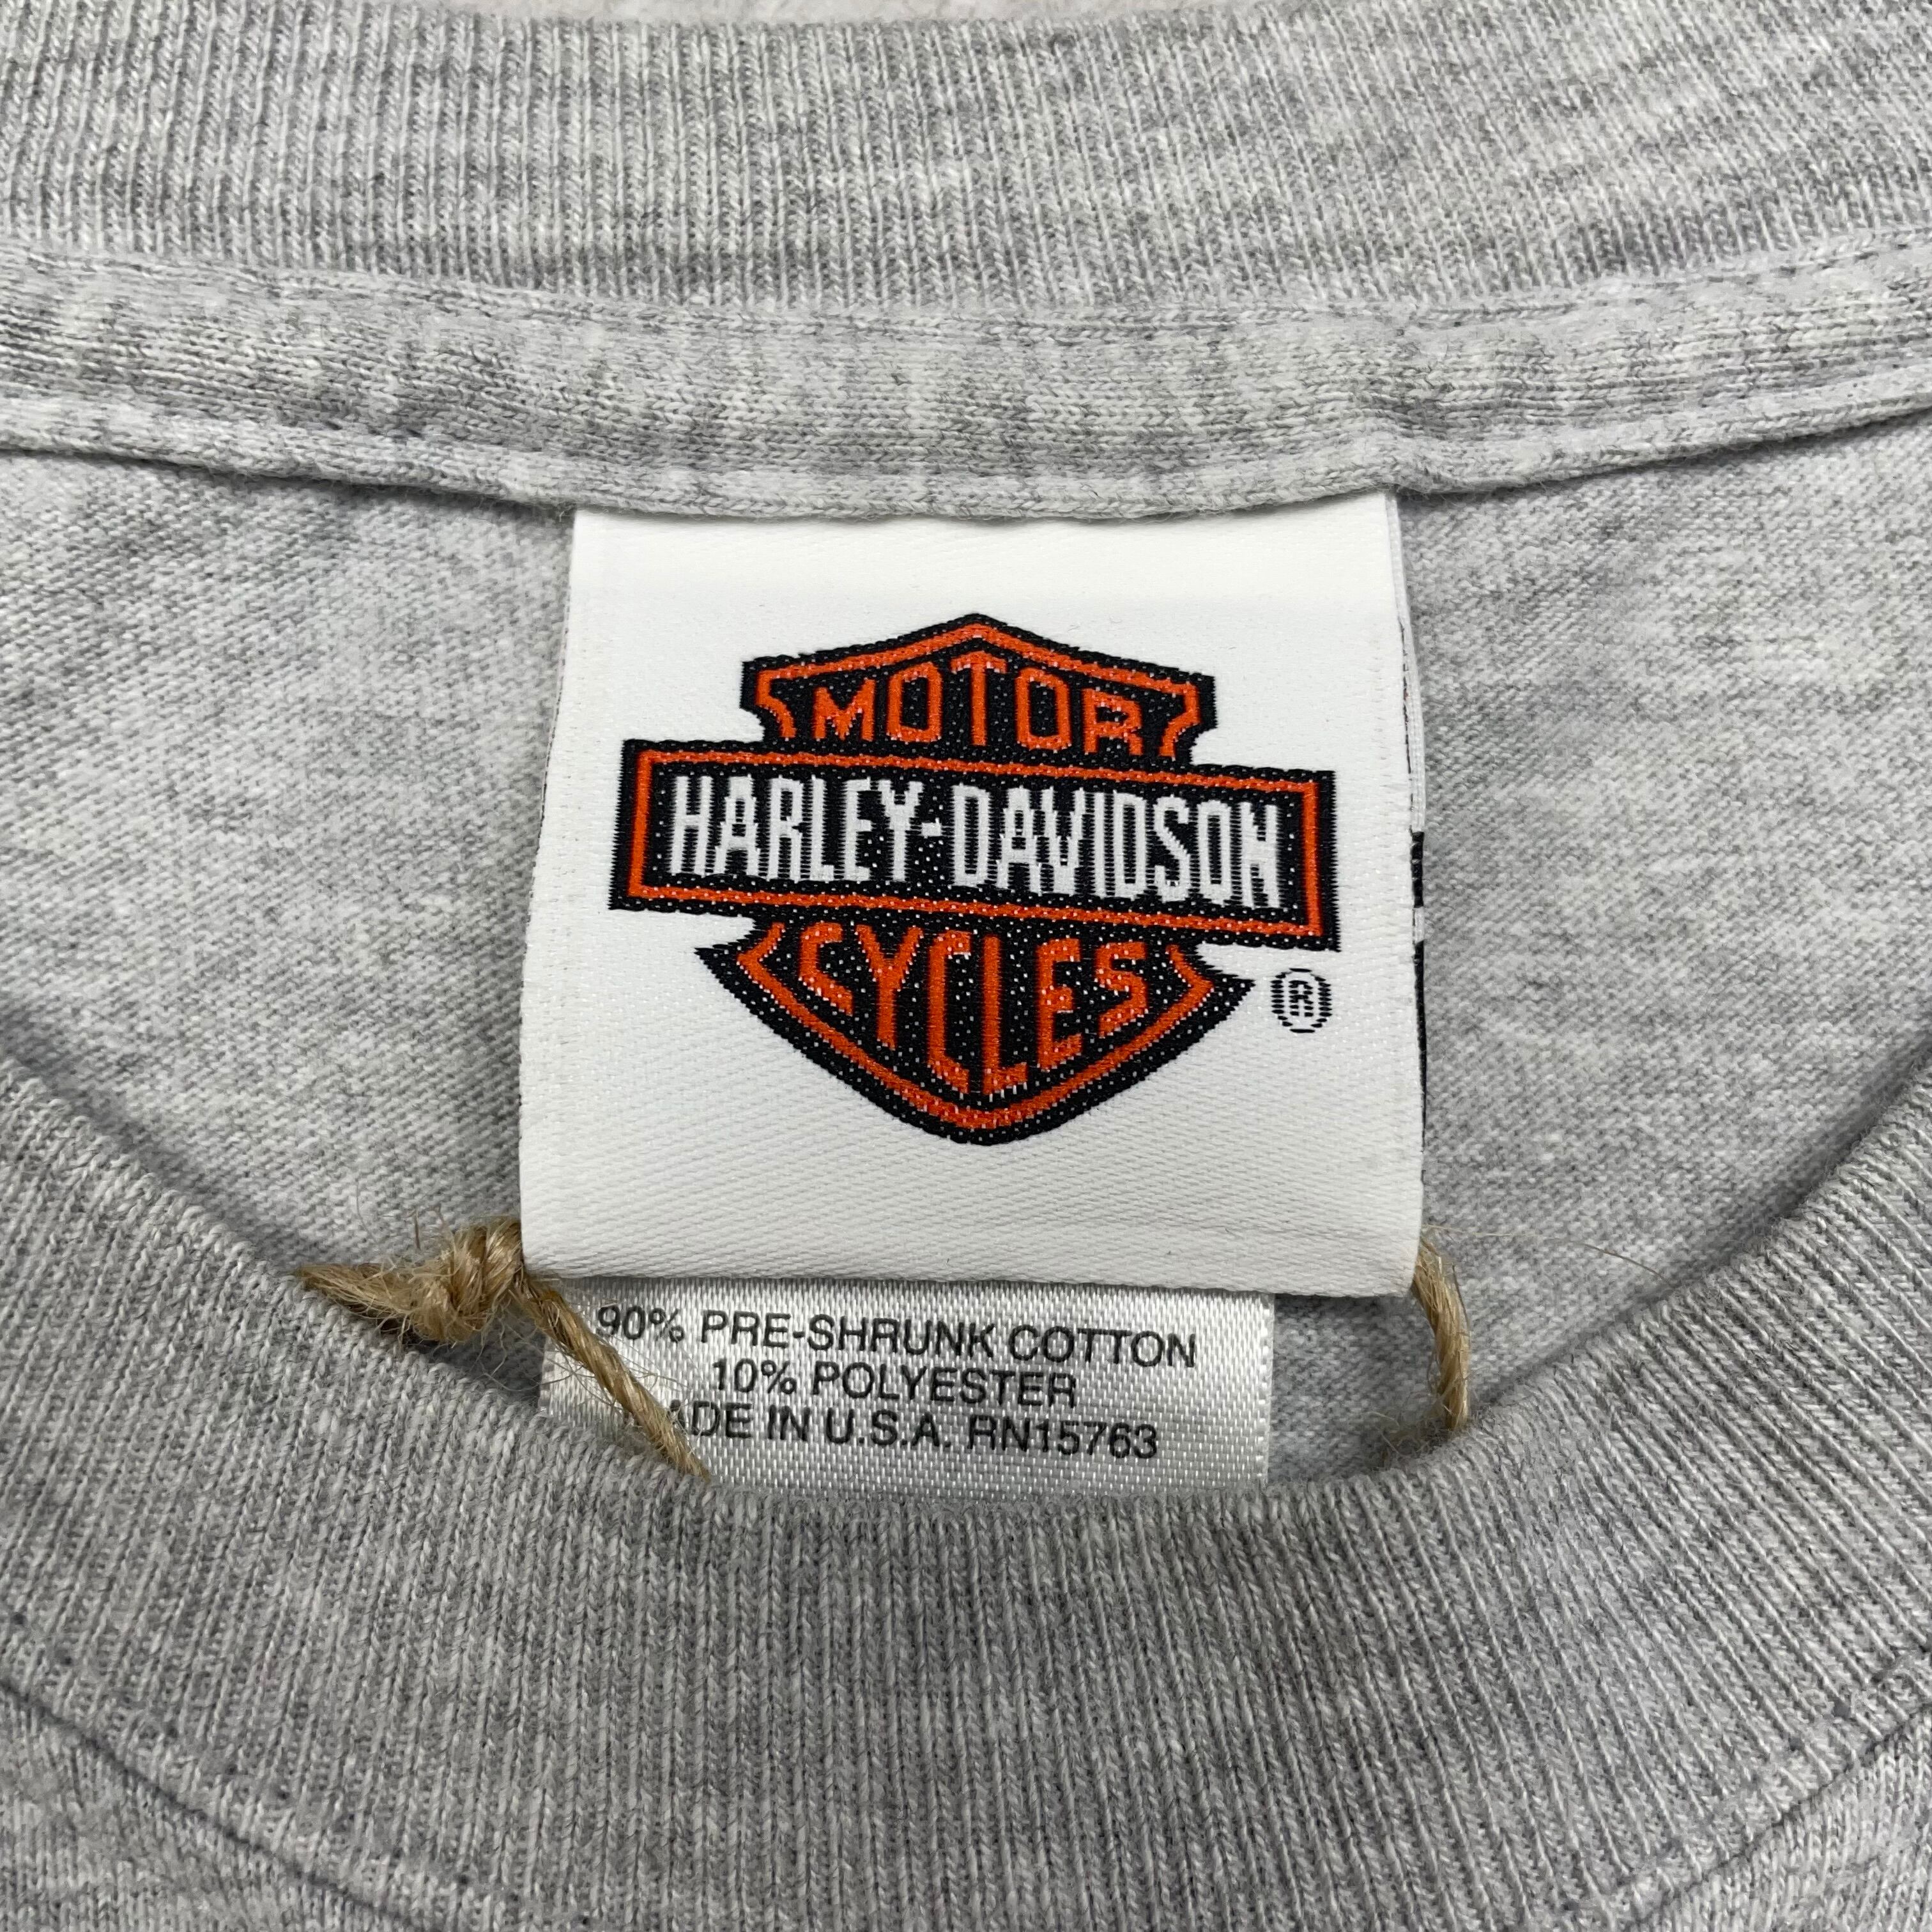 MOTOR
HARLEY-DAVIDSON
CYCLES
®
90% PRE-SHRUNK COTTON
10% POLYESTER
ADE IN U.S.A. RN15763